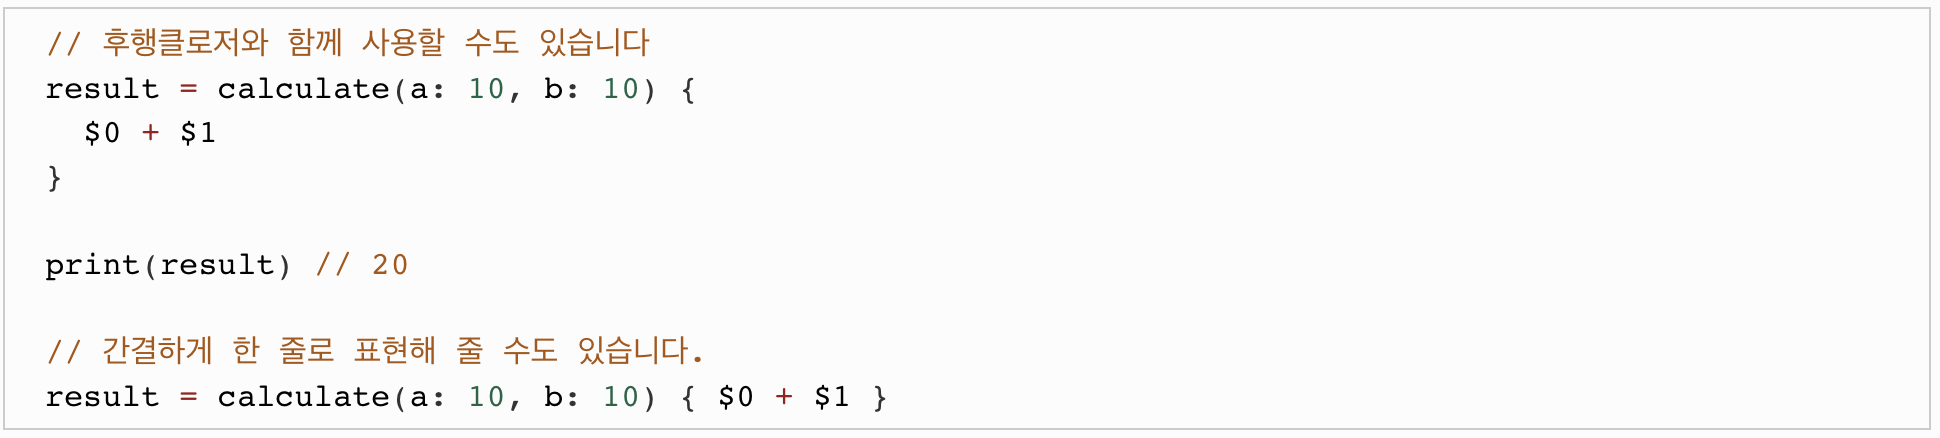 // 후행클로저와 함께 사용할 수도 있습니다
result = calculate(a: 10, b: 10) {
  $0 + $1
}
print(result) // 20
// 간결하게 한 줄로 표현해 줄 수도 있습니다.
result = calculate(a: 10, b: 10) { $0 + $1 }